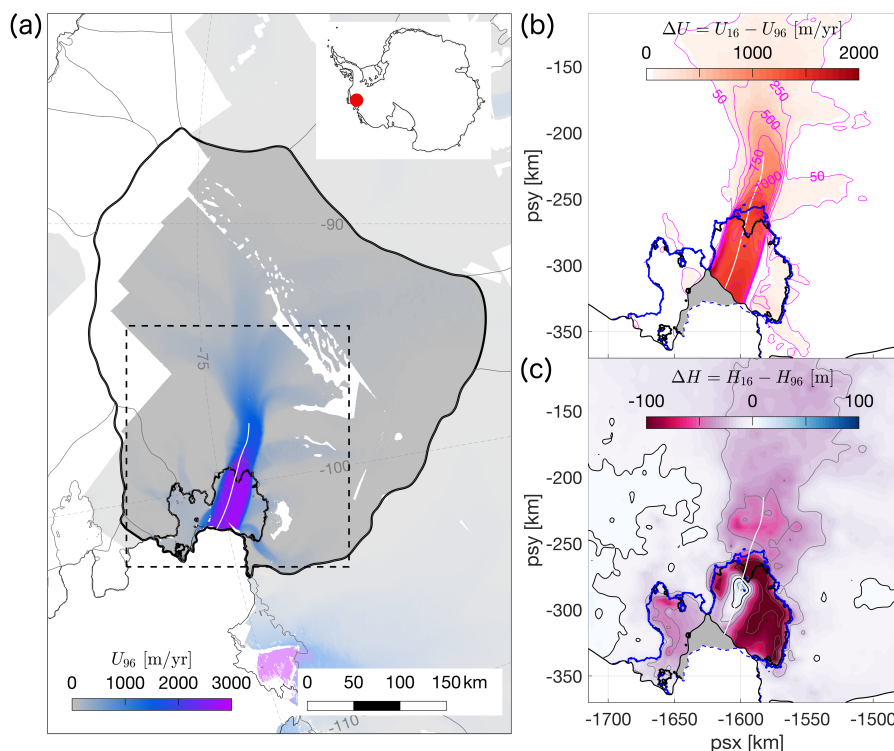 (a)
-90
-75
-100
-110
U96 [m/yr]
0 1000 2000 3000
0 50 100 150 km
(b)
ΔU = U16 − U96 [m/yr]
0 1000 2000
-150
-200
-250
-300
-350
psy [km]
50
250
500
750
1000
50
(c)
ΔH = H16 − H96 [m]
-100 0 100
-150
-200
-250
-300
-350
psy [km]
-1700 -1650 -1600 -1550 -1500
psx [km]